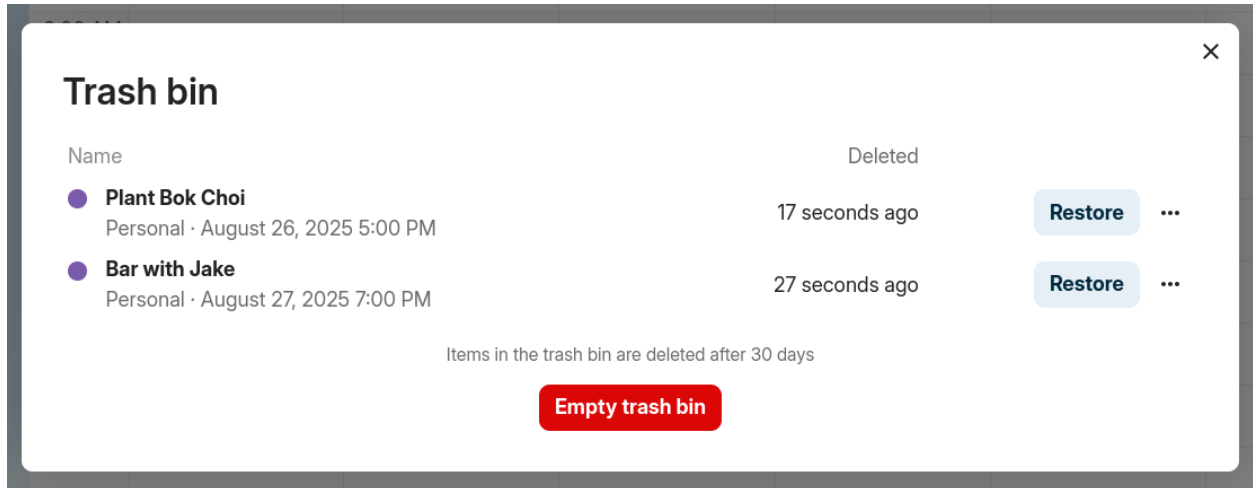 Trash bin
Name Deleted
Plant Bok Choi
Personal · August 26, 2025 5:00 PM
17 seconds ago
Restore
Bar with Jake
Personal · August 27, 2025 7:00 PM
27 seconds ago
Restore
Items in the trash bin are deleted after 30 days
Empty trash bin